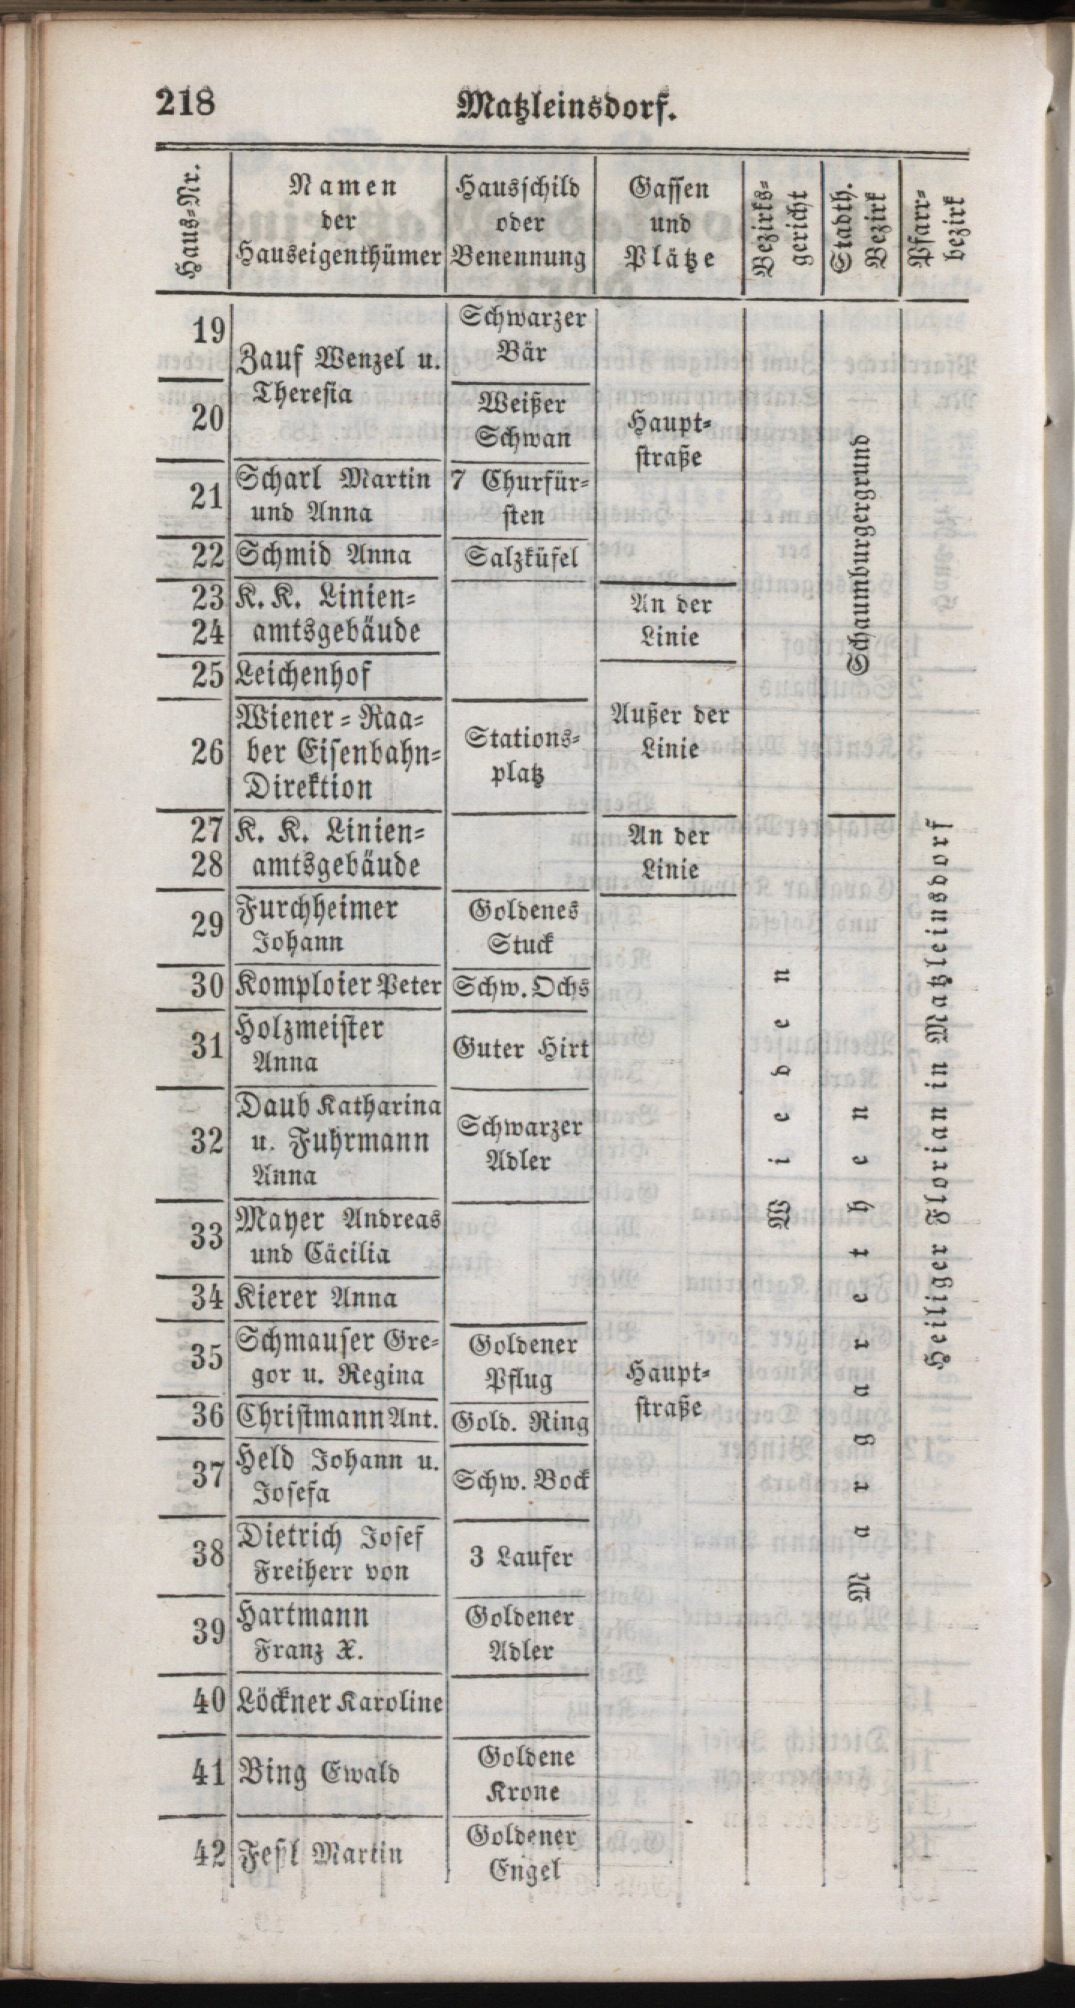 218
Matzleinsdorf.
Haus-Nr.
Namen
der
Hauseigenthümer
Hausschild
oder
Benennung
Gassen
und
Plätze
Bezirks-
gericht
Stadth.
Bezirk
Pfarr-
bezirk
19
Zauf Wenzel u.
Theresia
Schwarzer
Bär
20
Weißer
Schwan
Haupt-
straße
21
Scharl Martin
und Anna
7 Churfür-
sten
22 Schmid Anna
Salzküfel
23 K. K. Linien-
24 amtsgebäude
An der
Linie
25 Leichenhof
26
Wiener-Raa-
ber Eisenbahn-
Direktion
Stations-
platz
Außer der
Linie
27 K. K. Linien-
28 amtsgebäude
An der
Linie
29
Furchheimer
Johann
Goldenes
Stuck
30 Komploier Peter
Schw. Ochs
31
Holzmeister
Anna
Guter Hirt
32
Daub Katharina
u. Fuhrmann
Anna
Schwarzer
Adler
33
Mayer Andreas
und Cäcilia
34 Kierer Anna
35
Schmauser Gre-
gor u. Regina
Goldener
Pflug
Haupt-
straße
36 Christmann Ant.
Gold. Ring
37
Held Johann u.
Josefa
Schw. Bock
38
Dietrich Josef
Freiherr von
3 Laufer
39
Hartmann
Franz X.
Goldener
Adler
40 Löckner Karoline
41 Bing Ewald
Goldene
Krone
42 Feßl Martin
Goldener
Engel
Wieden
Schaumburgergrund
Margarethen
Heiliger Florian in Matzleinsdorf